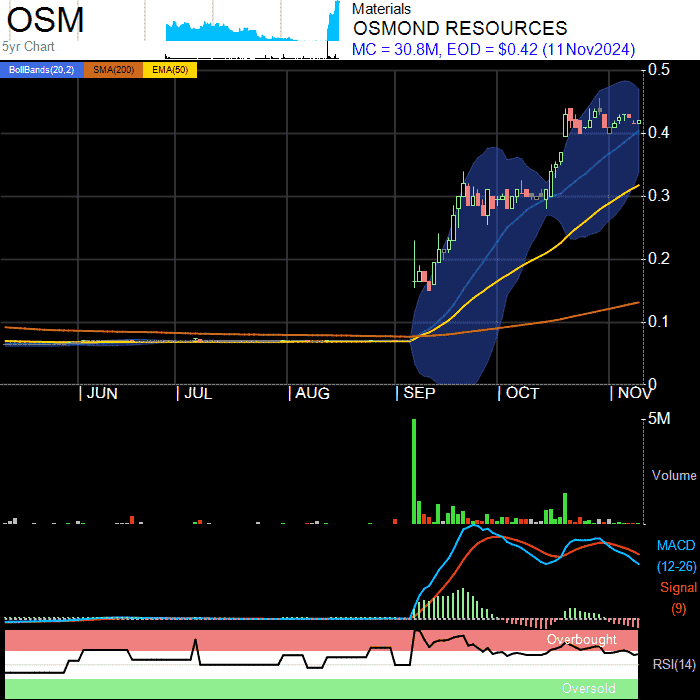 OSM
5yr Chart
Materials
OSMOND RESOURCES
MC = 30.8M, EOD = $0.42 (11Nov2024)
BollBands(20,2) SMA(200) EMA(50)
0.5
0.4
0.3
0.2
0.1
0
JUN JUL AUG SEP OCT NOV
5M
Volume
MACD
(12-26)
Signal
(9)
Overbought
RSI(14)
Oversold